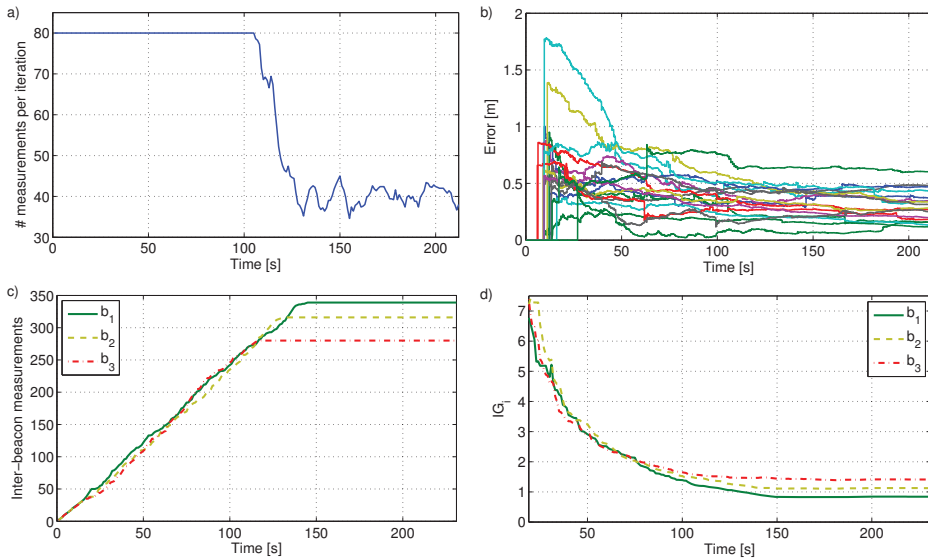 a)
# measurements per iteration
80
70
60
50
40
30
0 50 100 150 200
Time [s]
b)
Error [m]
2
1.5
1
0.5
0
0 50 100 150 200
Time [s]
c)
Inter−beacon measurements
350
300
250
200
150
100
50
0
0 50 100 150 200
Time [s]
b1
b2
b3
d)
IGi
7
6
5
4
3
2
1
0
50 100 150 200
Time [s]
b1
b2
b3